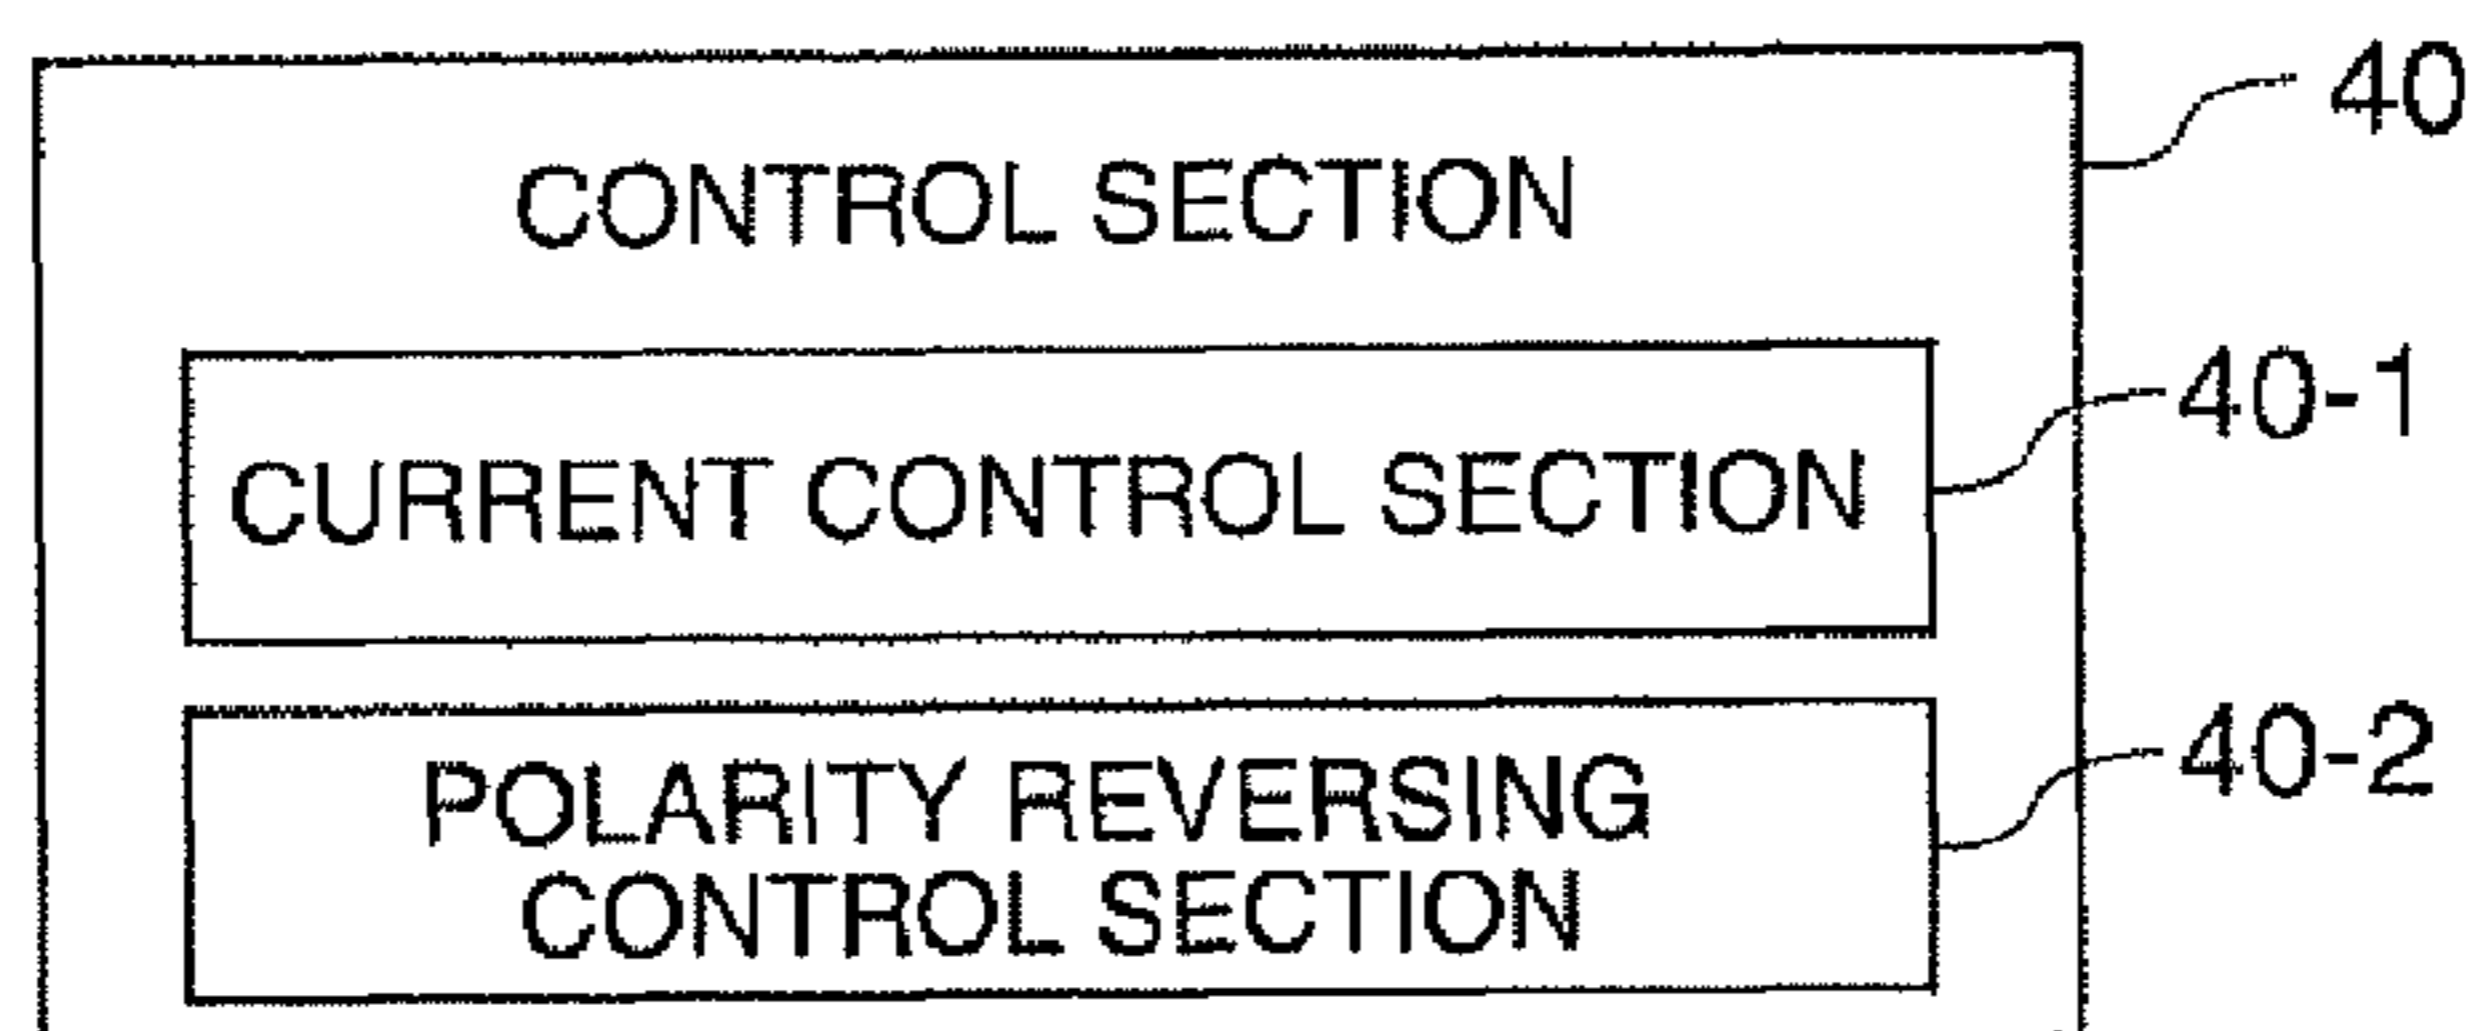 40
CONTROL SECTION
40-1
CURRENT CONTROL SECTION
40-2
POLARITY REVERSING
CONTROL SECTION